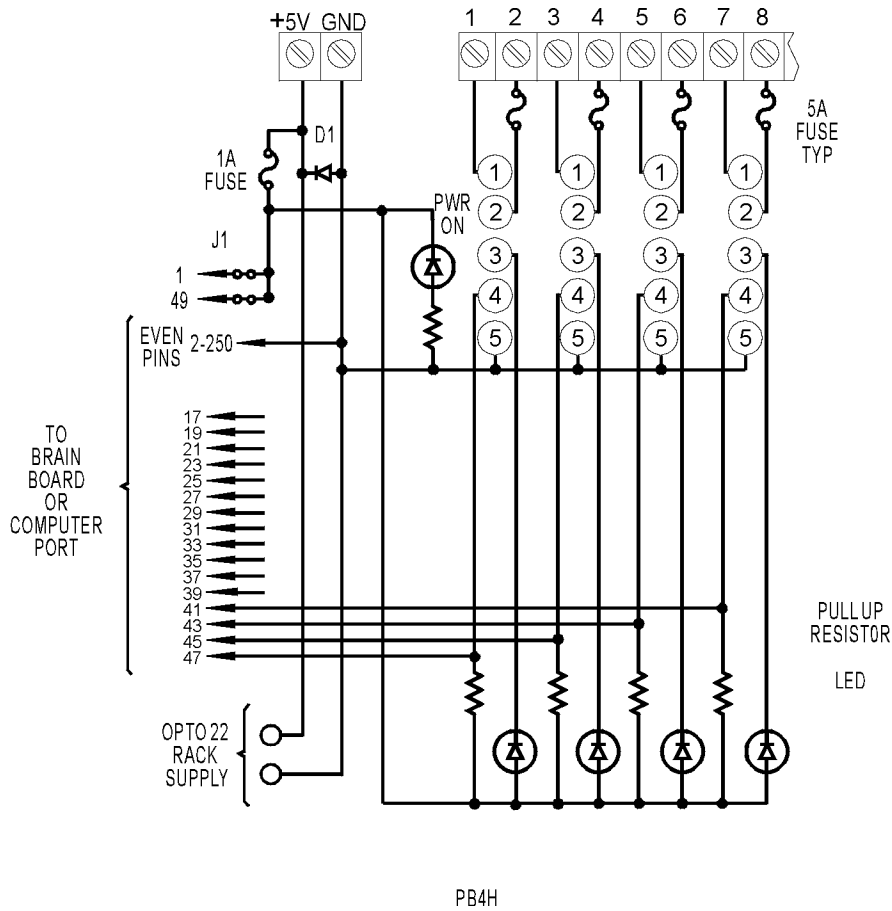 +5V GND
1 2 3 4 5 6 7 8
D1
1A
FUSE
5A
FUSE
TYP
PWR
ON
1 1 1 1
2 2 2 2
3 3 3 3
4 4 4 4
5 5 5 5
J1
1
49
EVEN
PINS
2-250
TO
BRAIN
BOARD
OR
COMPUTER
PORT
17
19
21
23
25
27
29
31
33
35
37
39
41
43
45
47
PULLUP
RESISTOR
LED
OPTO 22
RACK
SUPPLY
PB4H